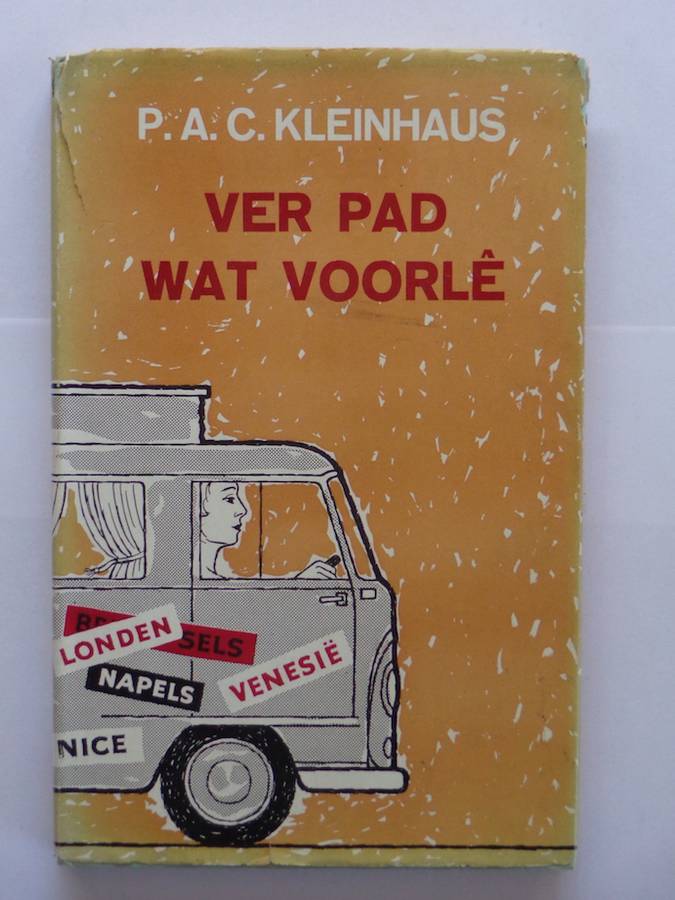 P. A. C. KLEINHAUS
VER PAD
WAT VOORLÊ
LONDEN
SELS
NAPELS
VENESIË
NICE